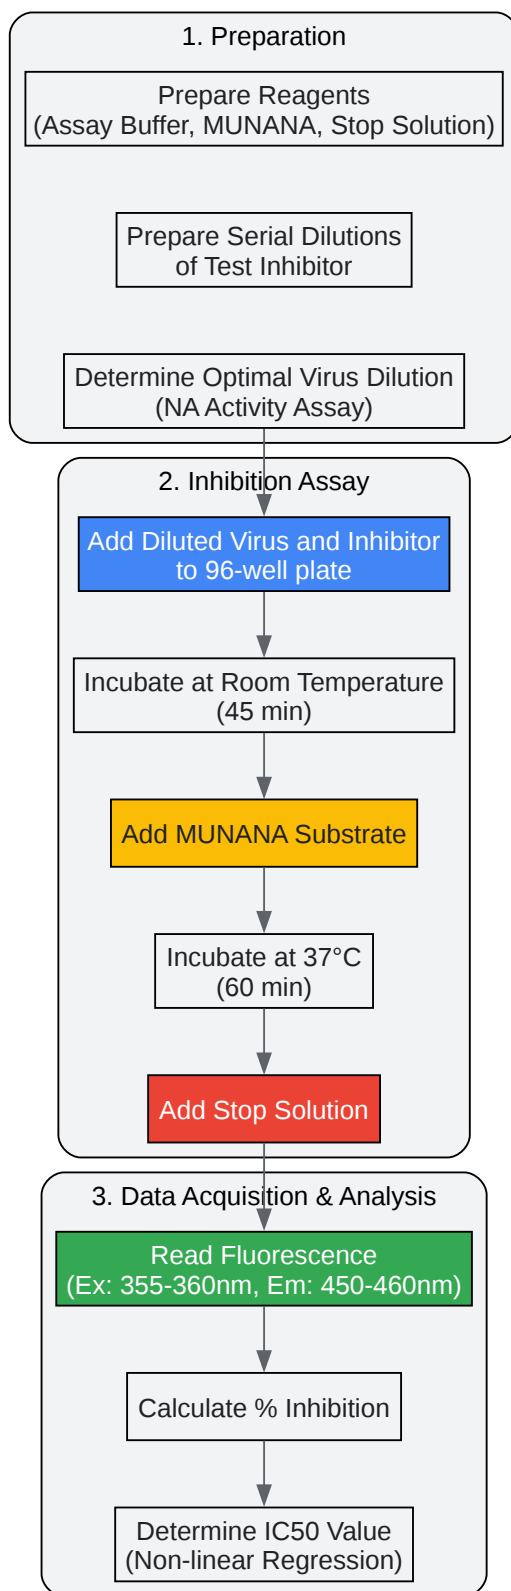 1. Preparation
Prepare Reagents
(Assay Buffer, MUNANA, Stop Solution)
Prepare Serial Dilutions
of Test Inhibitor
Determine Optimal Virus Dilution
(NA Activity Assay)
2. Inhibition Assay
Add Diluted Virus and Inhibitor
to 96-well plate
Incubate at Room Temperature
(45 min)
Add MUNANA Substrate
Incubate at 37°C
(60 min)
Add Stop Solution
3. Data Acquisition & Analysis
Read Fluorescence
(Ex: 355-360nm, Em: 450-460nm)
Calculate % Inhibition
Determine IC50 Value
(Non-linear Regression)